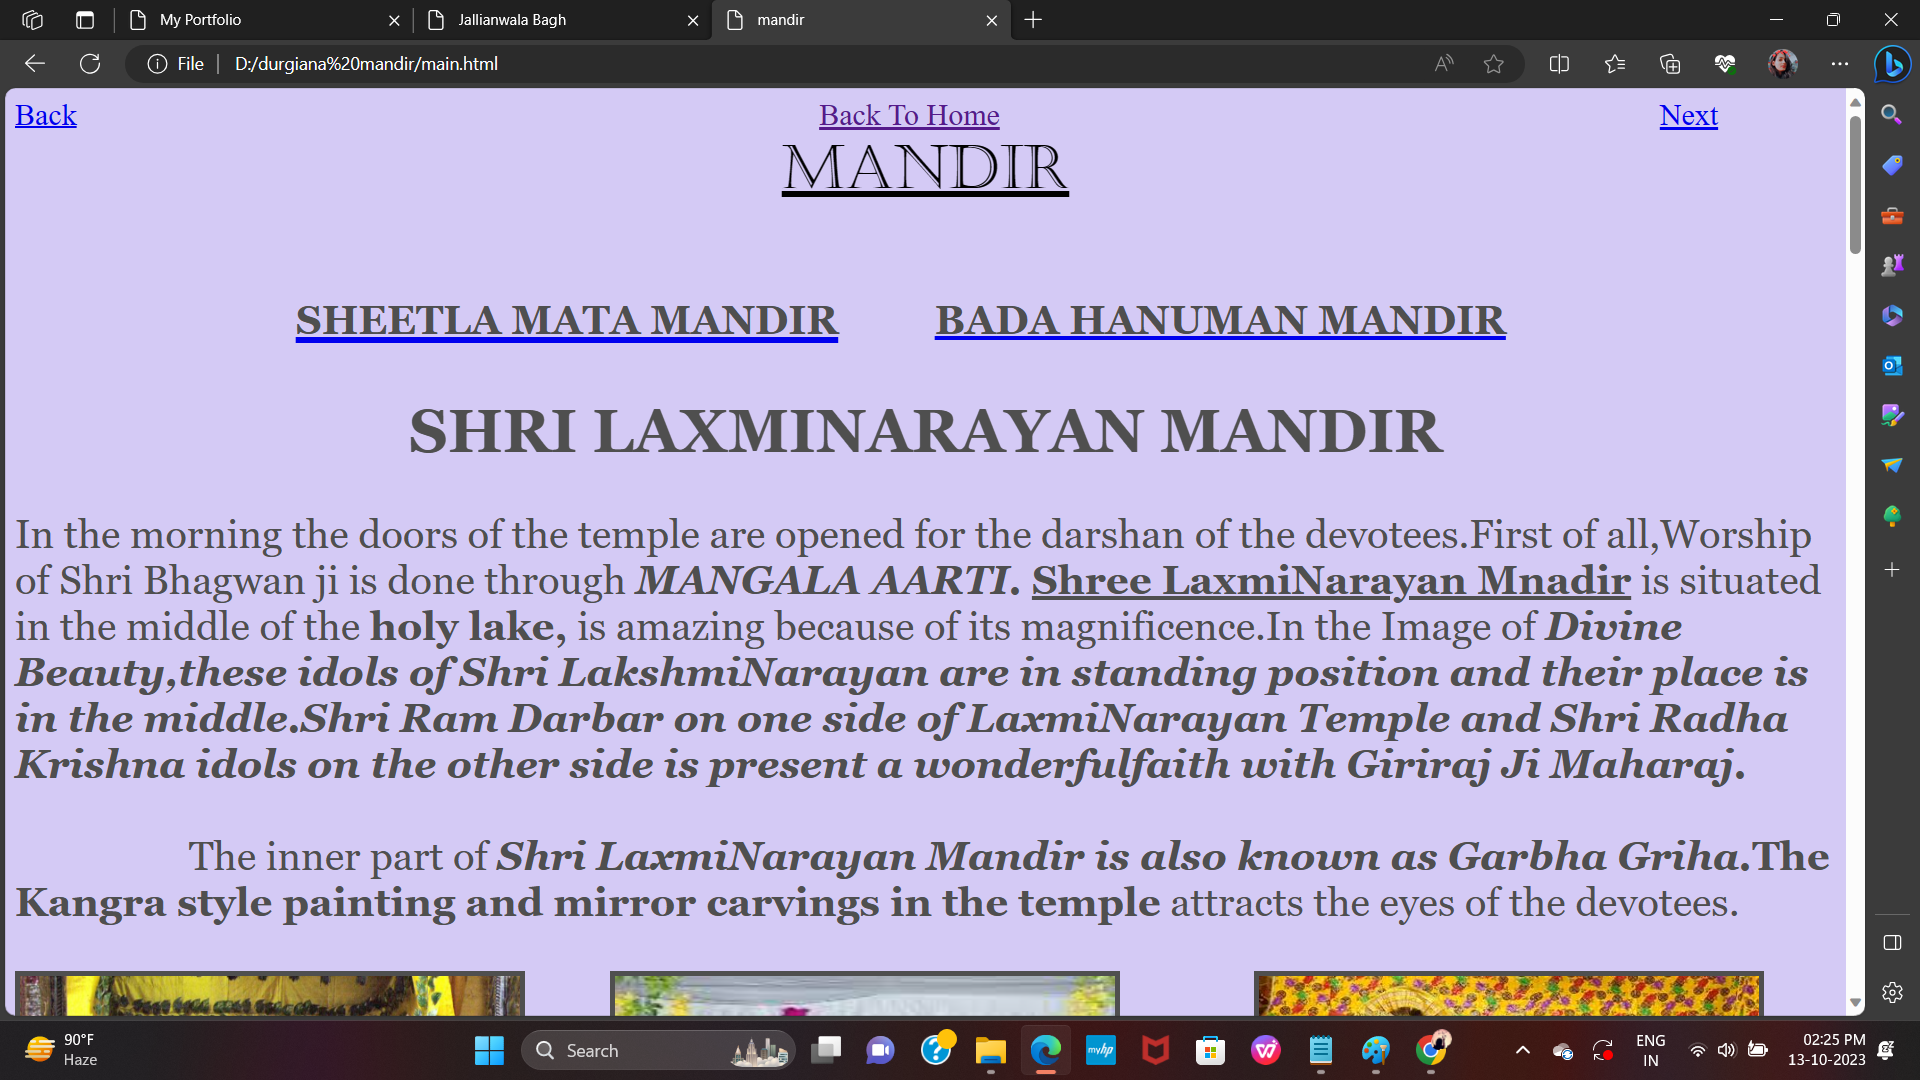 My Portfolio
Jallianwala Bagh
mandir
File
D:/durgiana%20mandir/main.html
Back
Back To Home
Next
MANDIR
SHEETLA MATA MANDIR
BADA HANUMAN MANDIR
SHRI LAXMINARAYAN MANDIR
In the morning the doors of the temple are opened for the darshan of the devotees.First of all,Worship
of Shri Bhagwan ji is done through MANGALA AARTI. Shree LaxmiNarayan Mnadir is situated
in the middle of the holy lake, is amazing because of its magnificence.In the Image of Divine
Beauty,these idols of Shri LakshmiNarayan are in standing position and their place is
in the middle.Shri Ram Darbar on one side of LaxmiNarayan Temple and Shri Radha
Krishna idols on the other side is present a wonderfulfaith with Giriraj Ji Maharaj.
The inner part of Shri LaxmiNarayan Mandir is also known as Garbha Griha.The
Kangra style painting and mirror carvings in the temple attracts the eyes of the devotees.
90°F
Haze
Search
myhp
ENG
IN
02:25 PM
13-10-2023